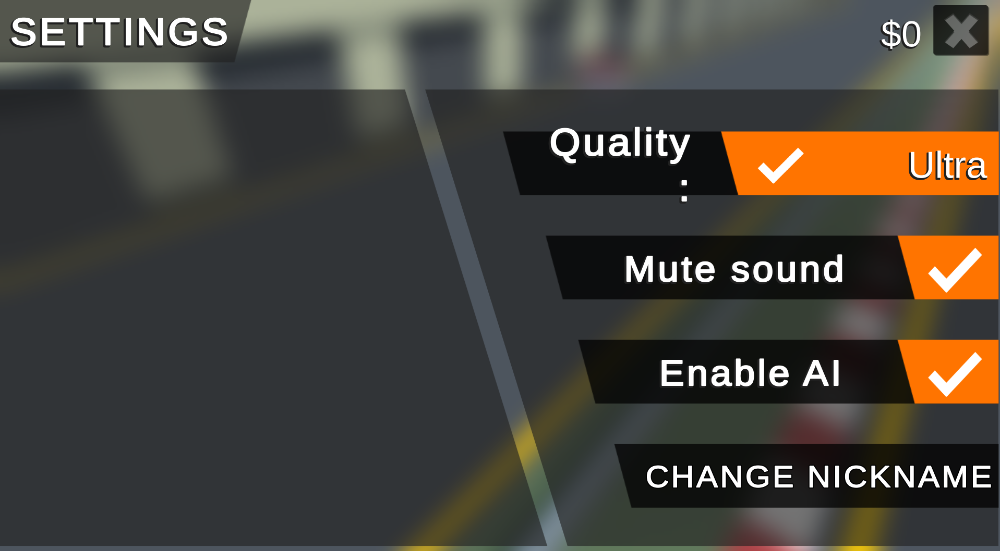 SETTINGS
$0
Quality
:
Ultra
Mute sound
Enable AI
CHANGE NICKNAME